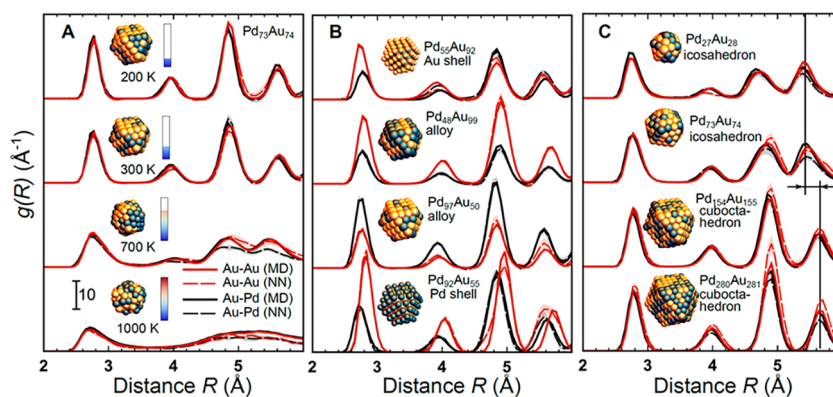 g(R) (Å⁻¹)
A
Pd₇₃Au₇₄
200 K
300 K
700 K
1000 K
10
Au-Au (MD)
Au-Au (NN)
Au-Pd (MD)
Au-Pd (NN)
2 3 4 5
Distance R (Å)
B
Pd₅₅Au₉₂
Au shell
Pd₄₈Au₉₉
alloy
Pd₉₇Au₅₀
alloy
Pd₉₂Au₅₅
Pd shell
2 3 4 5
Distance R (Å)
C
Pd₂₇Au₂₈
icosahedron
Pd₇₃Au₇₄
icosahedron
Pd₁₅₄Au₁₅₅
cubocta-
hedron
Pd₂₈₀Au₂₈₁
cubocta-
hedron
2 3 4 5
Distance R (Å)